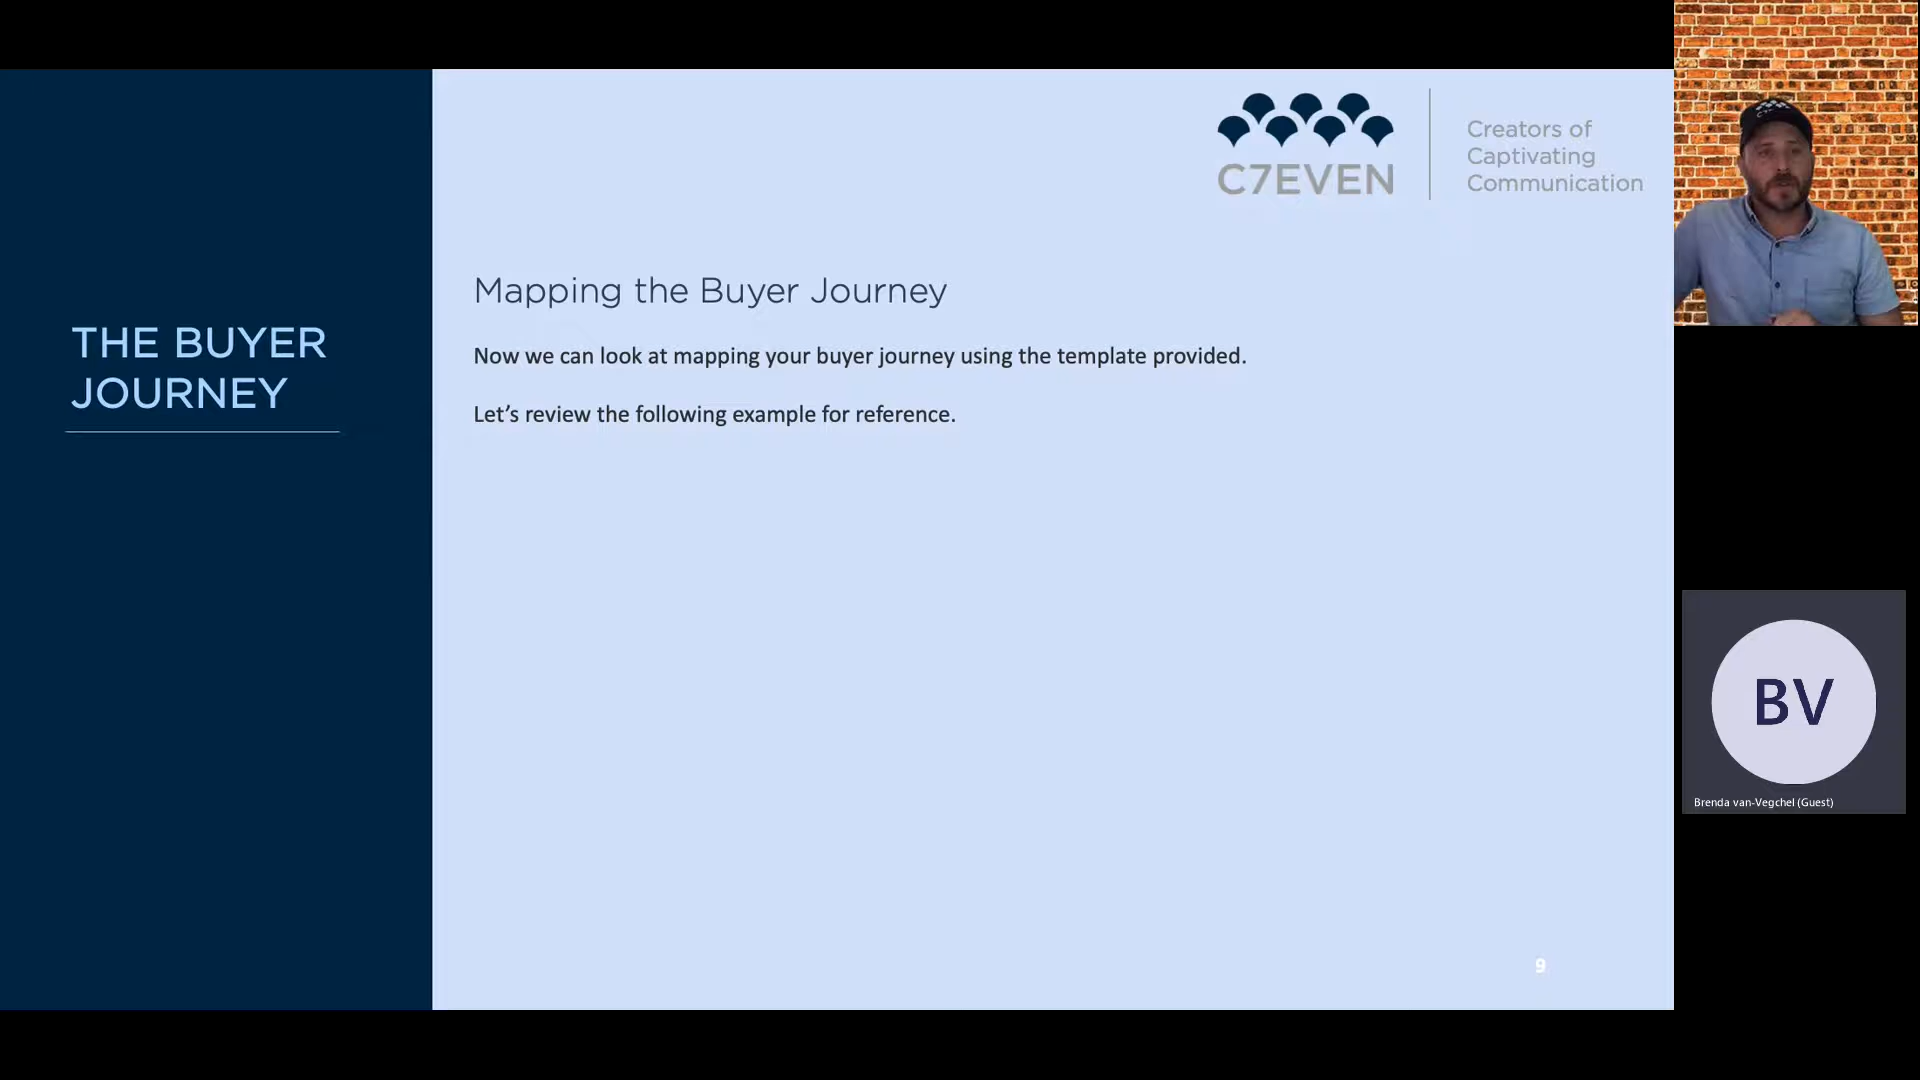 THE BUYER
JOURNEY
C7EVEN
Creators of
Captivating
Communication
Mapping the Buyer Journey
Now we can look at mapping your buyer journey using the template provided.
Let’s review the following example for reference.
9
BV
Brenda van-Vegchel (Guest)